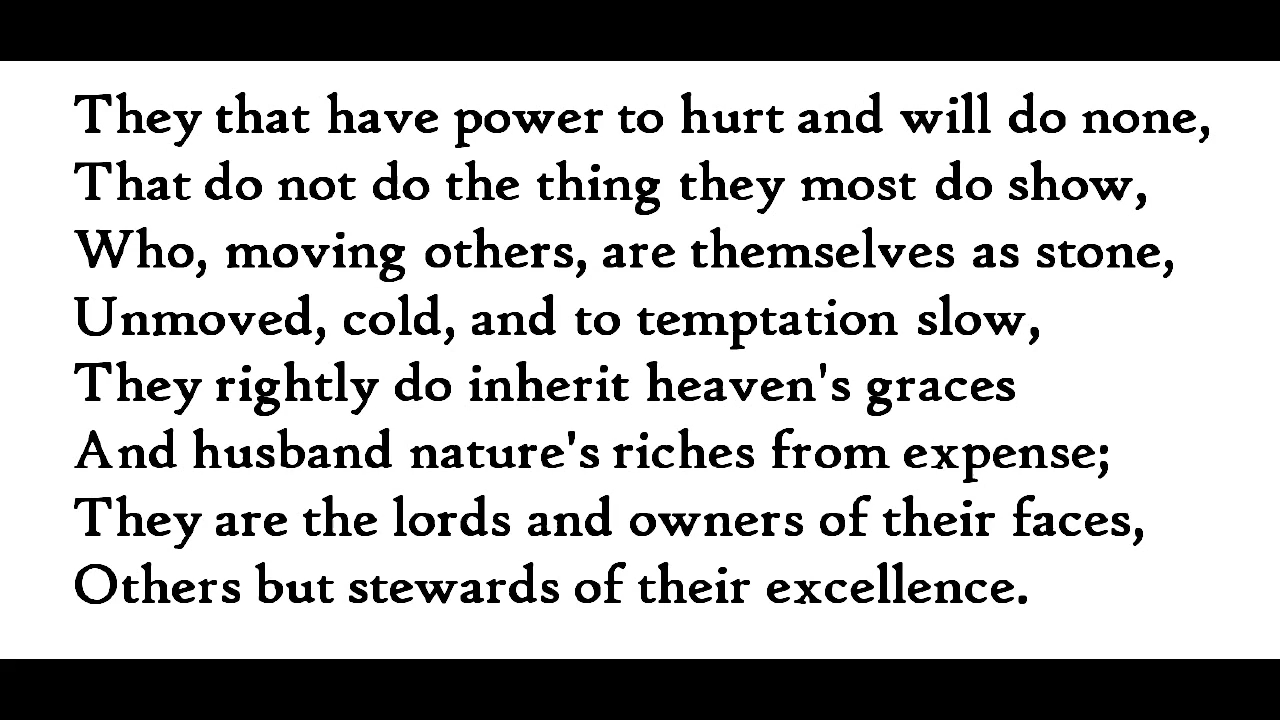 They that have power to hurt and will do none,
That do not do the thing they most do show,
Who, moving others, are themselves as stone,
Unmoved, cold, and to temptation slow,
They rightly do inherit heaven's graces
And husband nature's riches from expense;
They are the lords and owners of their faces,
Others but stewards of their excellence.